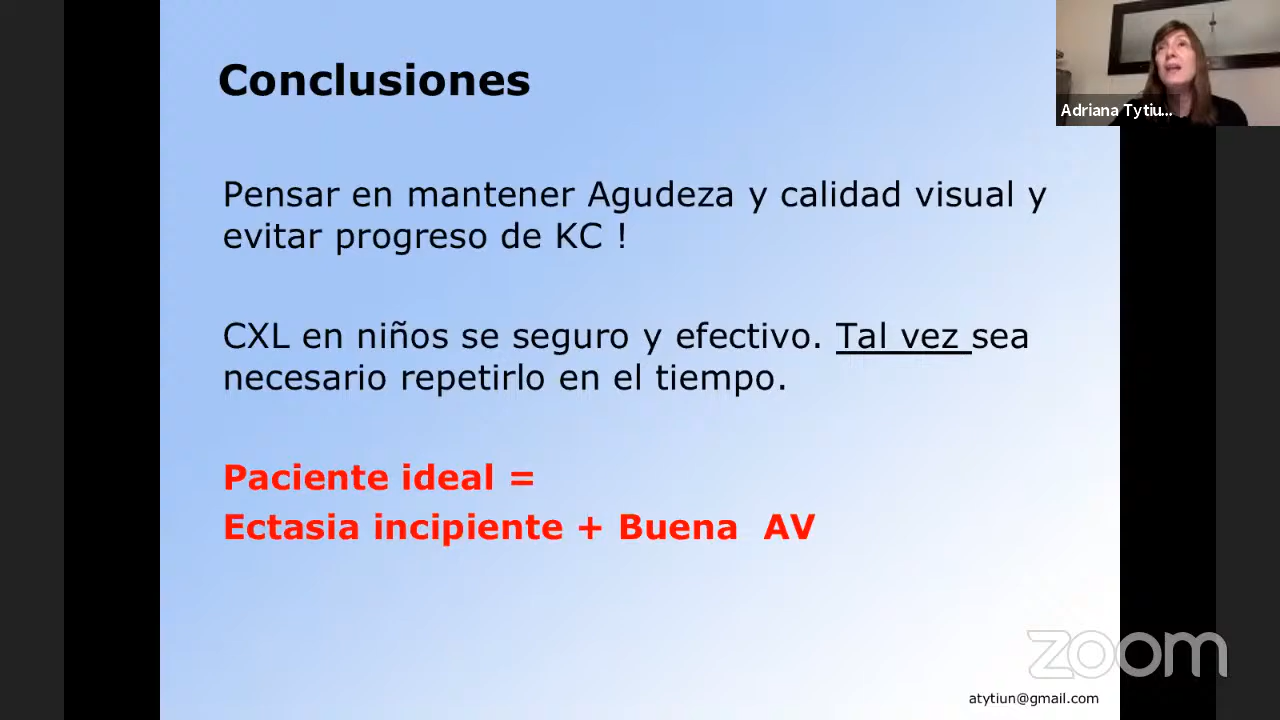 Conclusiones
Adriana Tytiu...
Pensar en mantener Agudeza y calidad visual y
evitar progreso de KC !
CXL en niños se seguro y efectivo. Tal vez sea
necesario repetirlo en el tiempo.
Paciente ideal =
Ectasia incipiente + Buena AV
zoom
atytiun@gmail.com